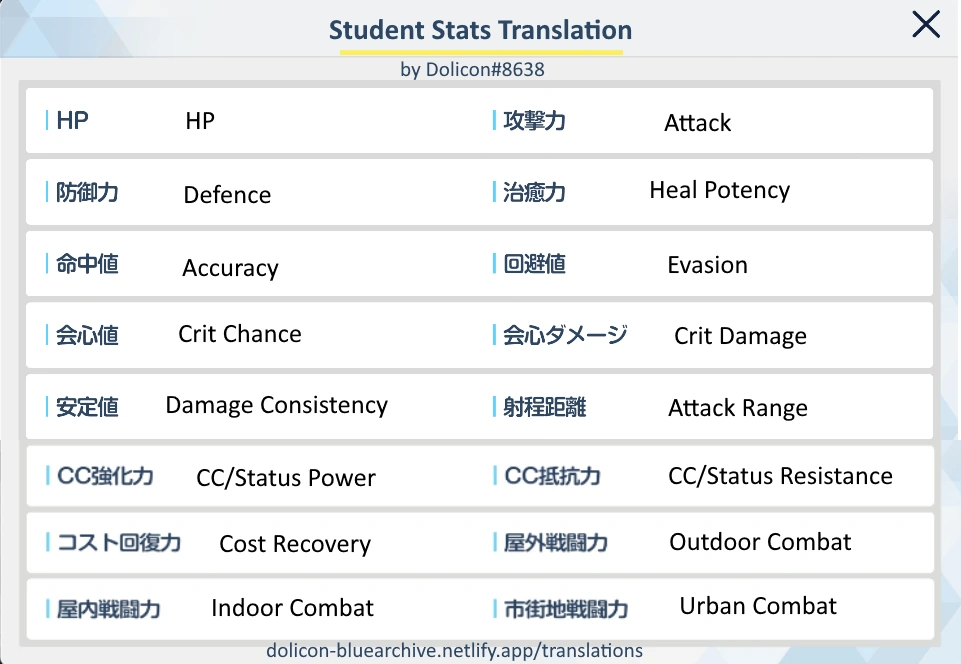 Student Stats Translation
by Dolicon#8638
HP HP 攻撃力 Attack
防御力 Defence 治癒力 Heal Potency
命中値 Accuracy 回避値 Evasion
会心値 Crit Chance 会心ダメージ Crit Damage
安定値 Damage Consistency 射程距離 Attack Range
CC強化力 CC/Status Power CC抵抗力 CC/Status Resistance
コスト回復力 Cost Recovery 屋外戦闘力 Outdoor Combat
屋内戦闘力 Indoor Combat 市街地戦闘力 Urban Combat
dolicon-bluearchive.netlify.app/translations